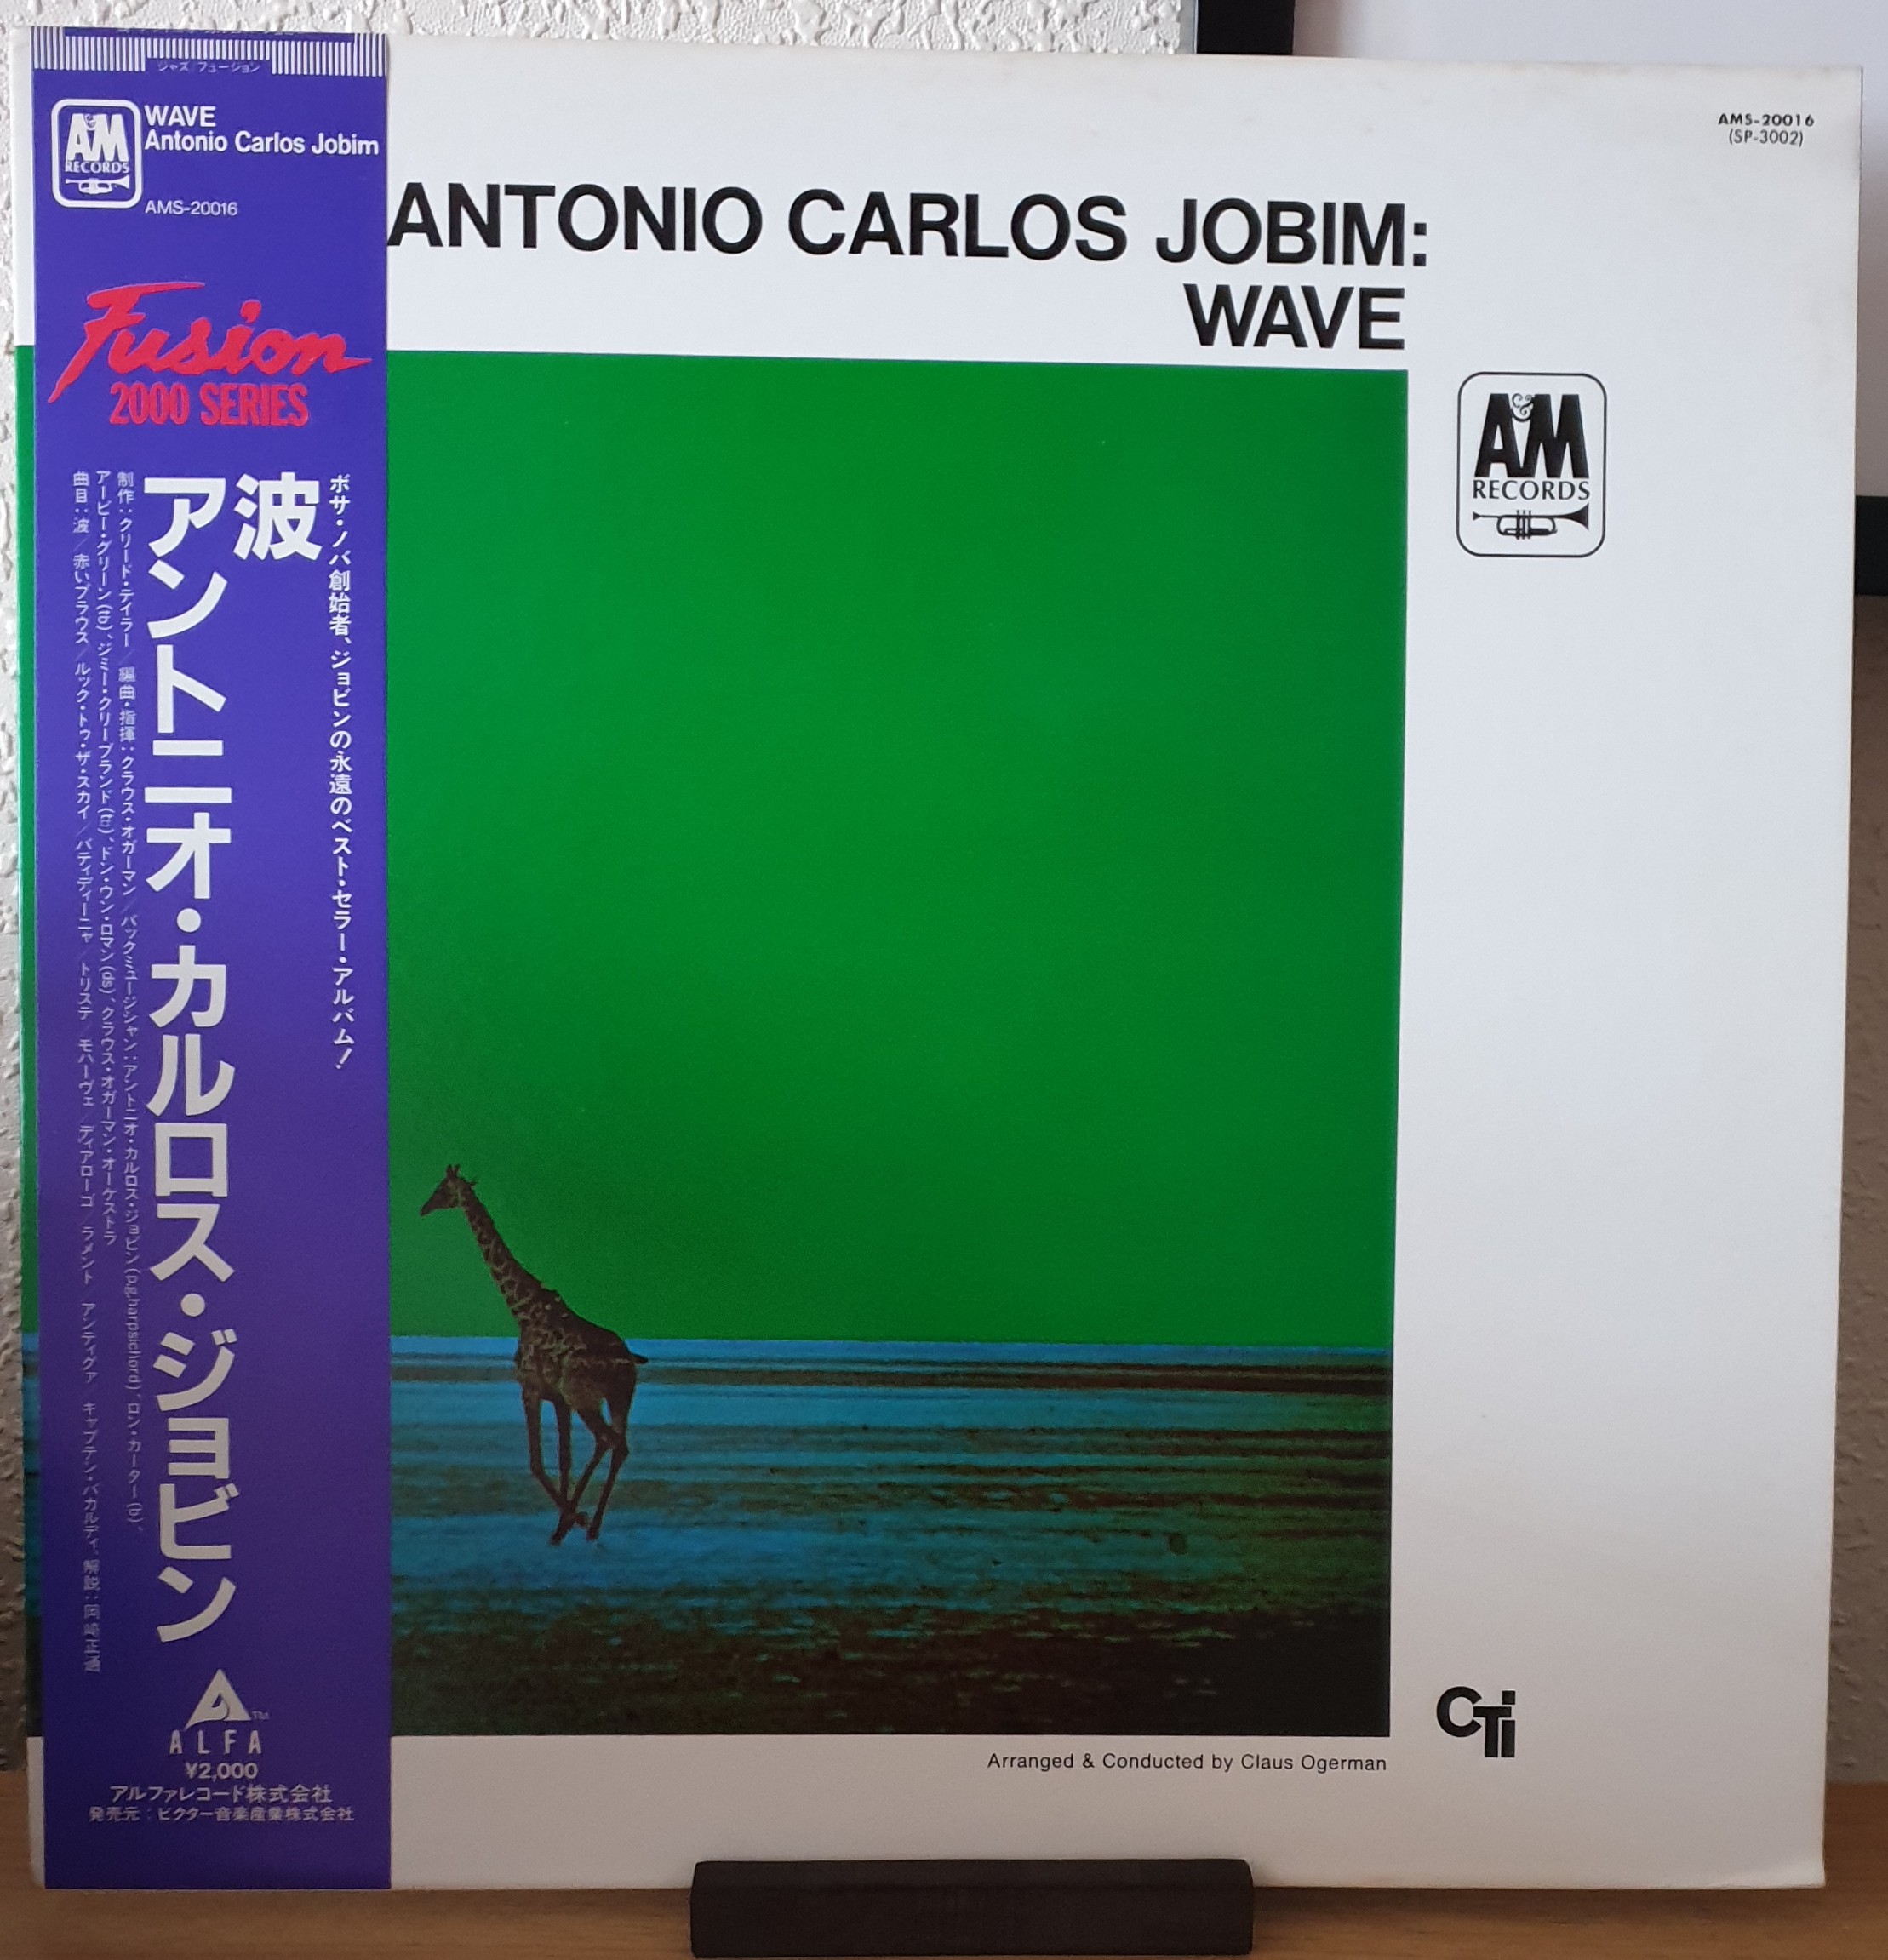 ジャズ/フュージョン
A&M
RECORDS
WAVE
Antonio Carlos Jobim
AMS-20016
Fusion
2000 SERIES
ボサ・ノバ創始者、ジョビンの永遠のベスト・セラー・アルバム!
波
アントニオ・カルロス・ジョビン
制作:クリード・テイラー/編曲・指揮:クラウス・オガーマン/バックミュージシャン:アントニオ・カルロス・ジョビン(p,g,harpsichord)、ロン・カーター(b)、
アービー・グリーン(tb)、ジミー・クリーブランド(tb)、ドン・ウン・ロマン(ds)、クラウス・オガーマン・オーケストラ
曲目:波/赤いブラウス/ルック・トゥ・ザ・スカイ/バティディーニャ/トリステ/モハーヴェ/ディアローゴ/ラメント/アンティグァ/キャプテン・バカルディ 解説:岡崎正通
ALFA
TM
¥2,000
アルファレコード株式会社
発売元:ビクター音楽産業株式会社
AMS-20016
(SP-3002)
ANTONIO CARLOS JOBIM:
WAVE
A&M
RECORDS
CTi
Arranged & Conducted by Claus Ogerman